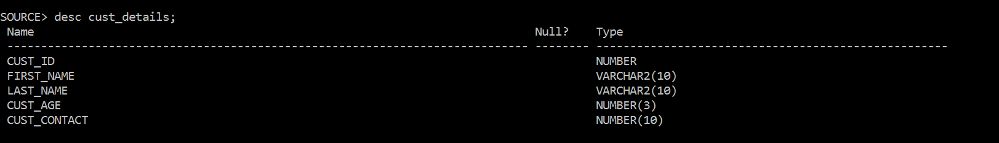 SOURCE> desc cust_details;
Name Null? Type
----------------------------------------------------------------------------- -------- ----------------------------------------------------
CUST_ID NUMBER
FIRST_NAME VARCHAR2(10)
LAST_NAME VARCHAR2(10)
CUST_AGE NUMBER(3)
CUST_CONTACT NUMBER(10)